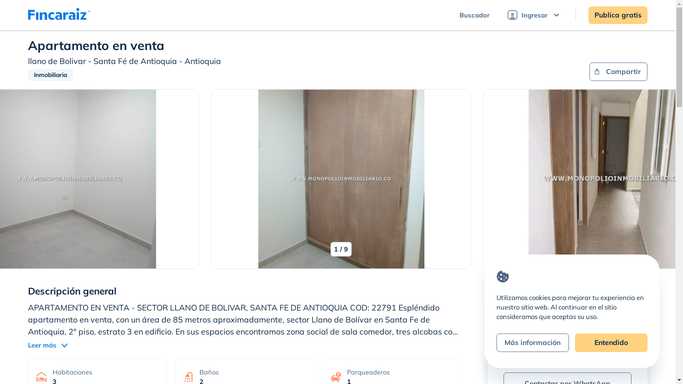 Fincaraiz
Buscador
Ingresar
Publica gratis
Apartamento en venta
llano de Bolivar - Santa Fé de Antioquia - Antioquia
Inmobiliaria
Compartir
WWW.MONOPOLIOINMOBILIARIO.CO
WWW.MONOPOLIOINMOBILIARIO.CO
WWW.MONOPOLIOINMOBILIARIO.C
1 / 9
Descripción general
APARTAMENTO EN VENTA - SECTOR LLANO DE BOLIVAR, SANTA FE DE ANTIOQUIA COD: 22791 Espléndido
apartamento en venta, con un área de 85 metros aproximadamente, sector Llano de Bolívar en Santa Fe de
Antioquia, 2° piso, estrato 3 en edificio. En sus espacios encontramos zona social de sala comedor, tres alcobas co...
Leer más
Habitaciones
3
Baños
2
Parqueaderos
1
Utilizamos cookies para mejorar tu experiencia en
nuestro sitio web. Al continuar en el sitio
consideramos que aceptas su uso.
Más información
Entendido
Contactar por WhatsApp